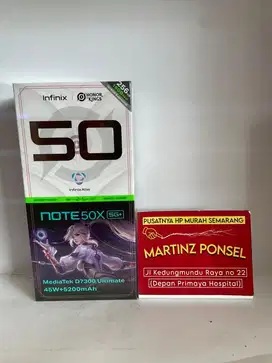 Infinix
HONOR OF KINGS
256GB
50
NOTE 50X 5G+
MediaTek D7300 Ultimate
45W+5200mAh
PUSATNYA HP MURAH SEMARANG
MARTINZ PONSEL
Jl Kedungmundu Raya no 22
(Depan Primaya Hospital)